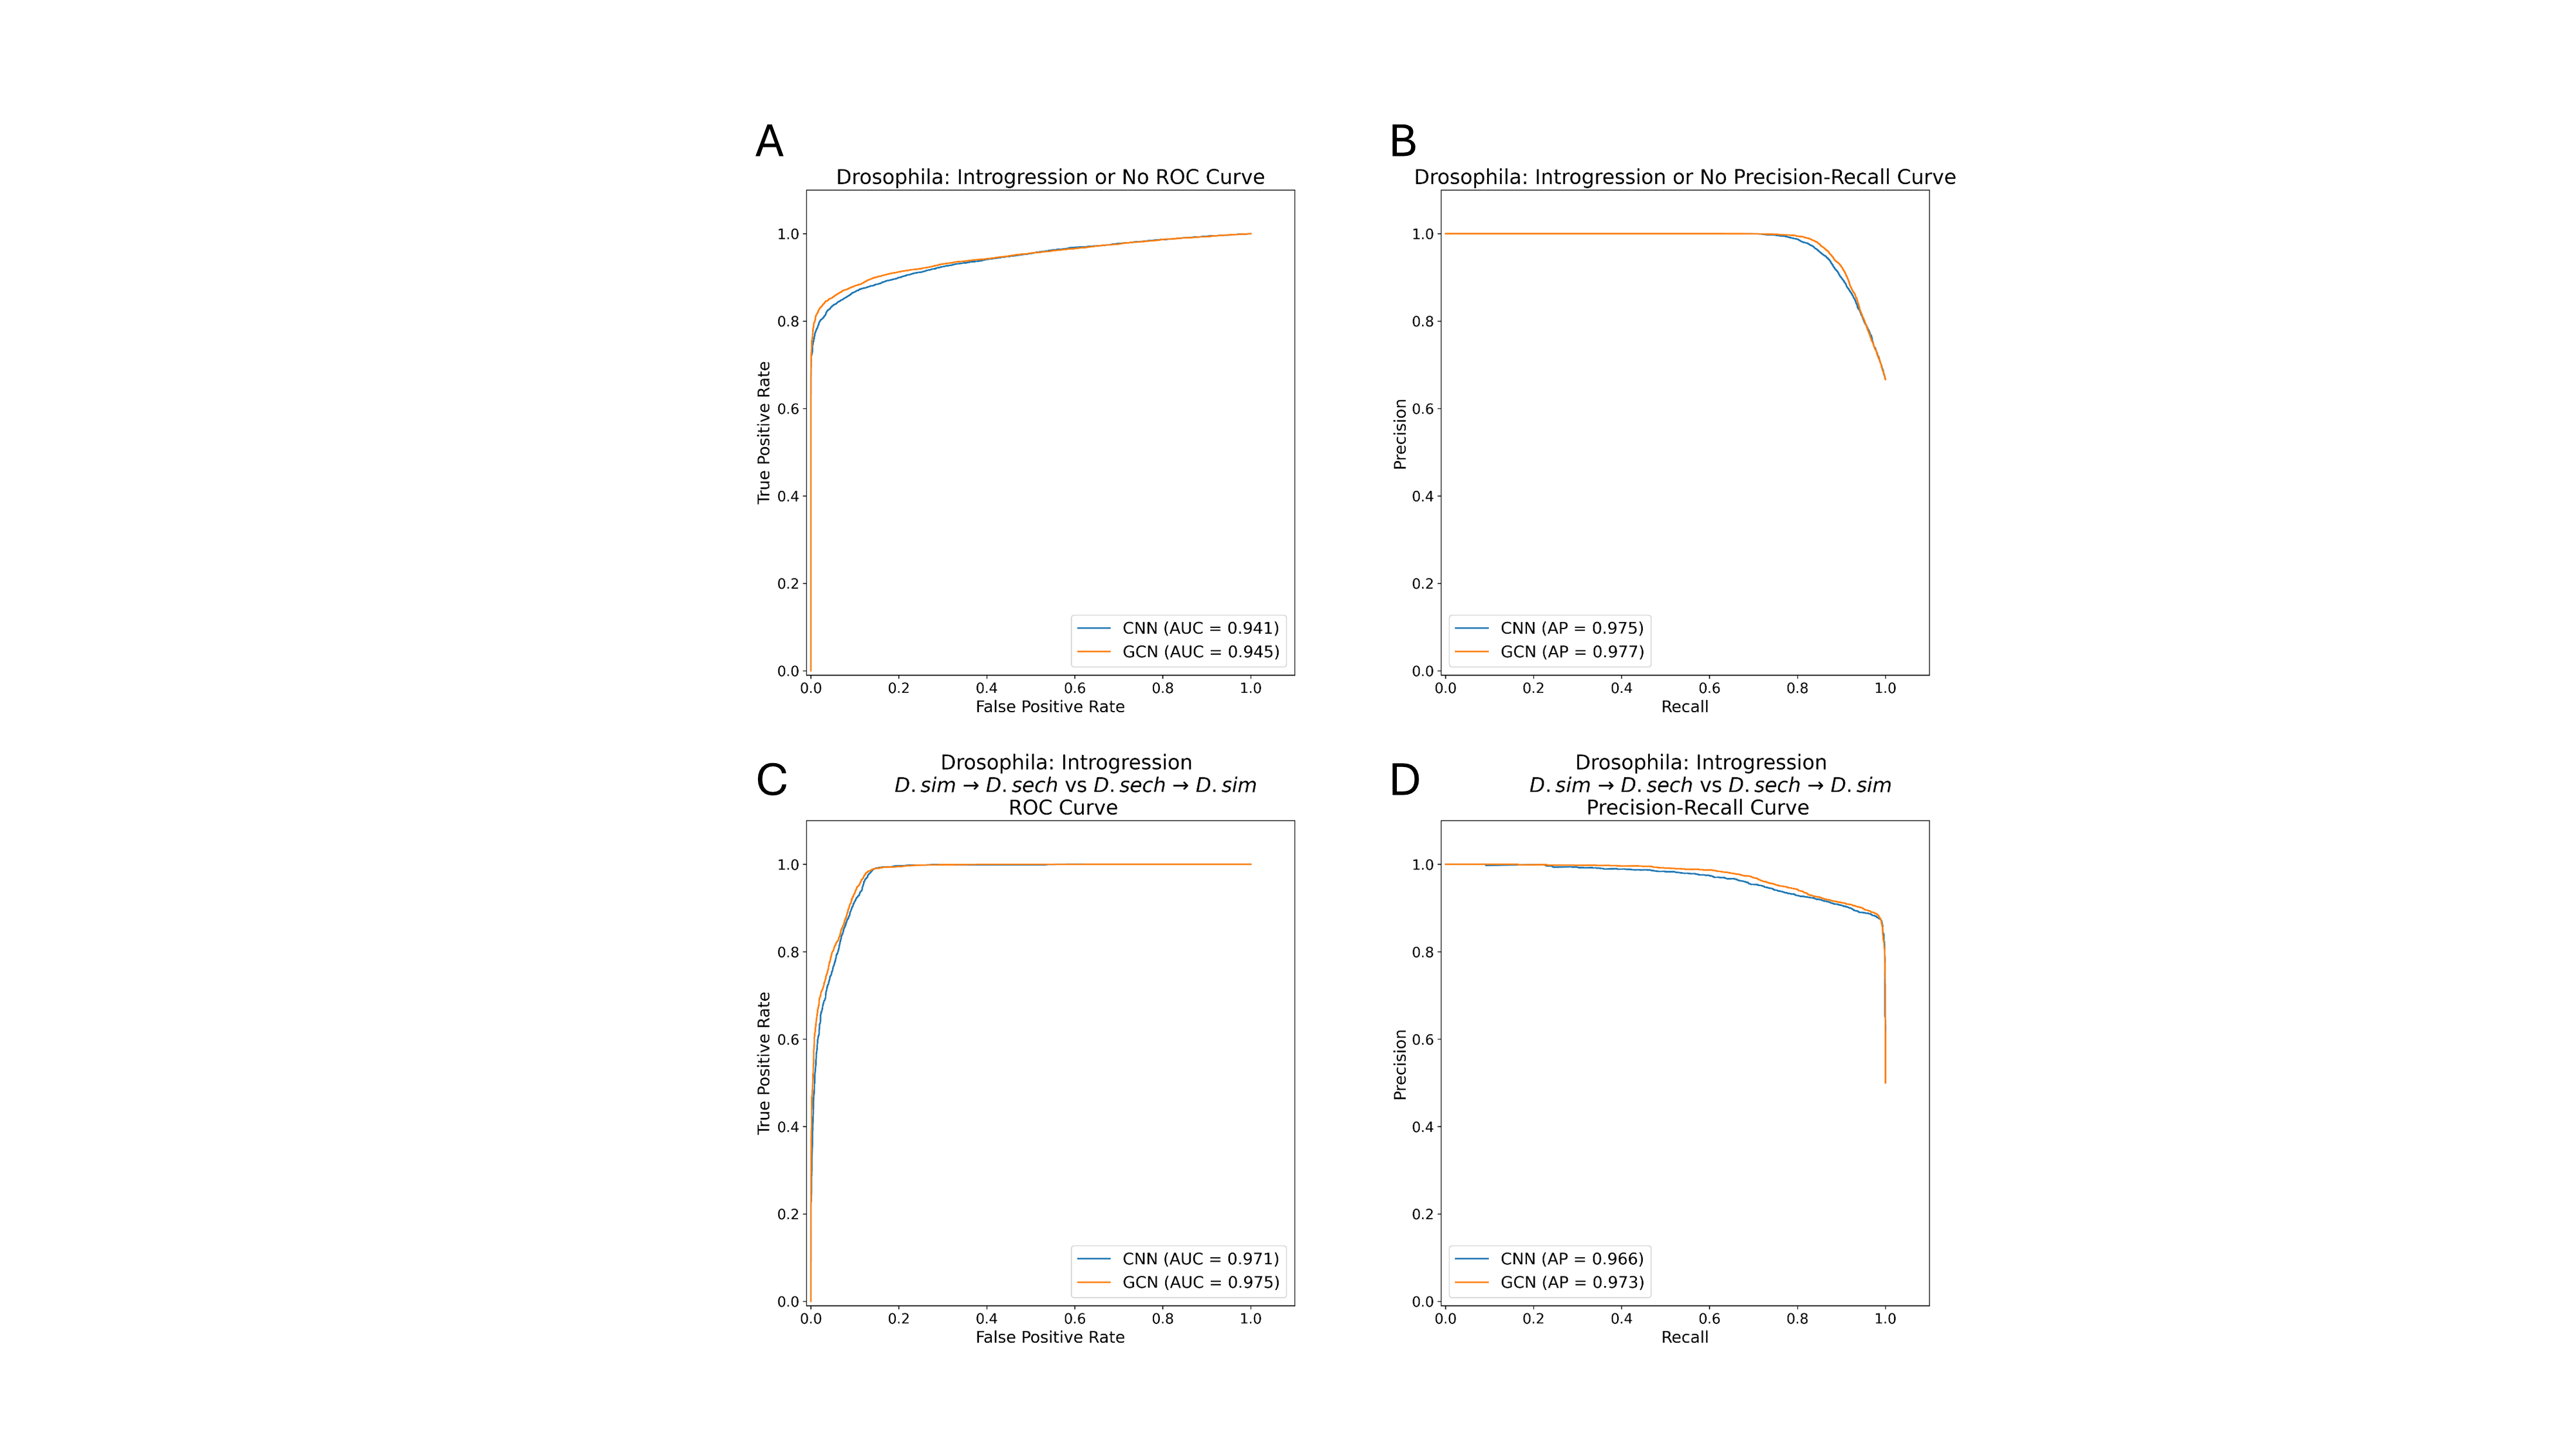 A
Drosophila: Introgression or No ROC Curve
True Positive Rate
1.0
0.8
0.6
0.4
0.2
0.0
0.0 0.2 0.4 0.6 0.8 1.0
False Positive Rate
CNN (AUC = 0.941)
GCN (AUC = 0.945)
B
Drosophila: Introgression or No Precision-Recall Curve
Precision
1.0
0.8
0.6
0.4
0.2
0.0
0.0 0.2 0.4 0.6 0.8 1.0
Recall
CNN (AP = 0.975)
GCN (AP = 0.977)
C
Drosophila: Introgression
D. sim → D. sech vs D. sech → D. sim
ROC Curve
True Positive Rate
1.0
0.8
0.6
0.4
0.2
0.0
0.0 0.2 0.4 0.6 0.8 1.0
False Positive Rate
CNN (AUC = 0.971)
GCN (AUC = 0.975)
D
Drosophila: Introgression
D. sim → D. sech vs D. sech → D. sim
Precision-Recall Curve
Precision
1.0
0.8
0.6
0.4
0.2
0.0
0.0 0.2 0.4 0.6 0.8 1.0
Recall
CNN (AP = 0.966)
GCN (AP = 0.973)